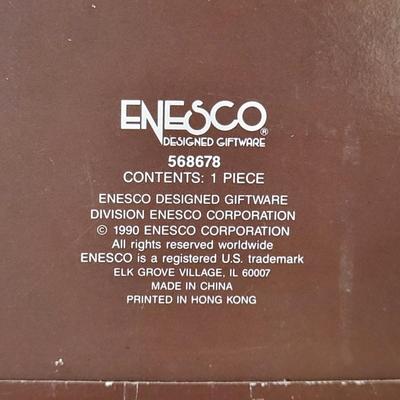 ENESCO®
DESIGNED GIFTWARE
568678
CONTENTS: 1 PIECE
ENESCO DESIGNED GIFTWARE
DIVISION ENESCO CORPORATION
© 1990 ENESCO CORPORATION
All rights reserved worldwide
ENESCO is a registered U.S. trademark
ELK GROVE VILLAGE, IL 60007
MADE IN CHINA
PRINTED IN HONG KONG